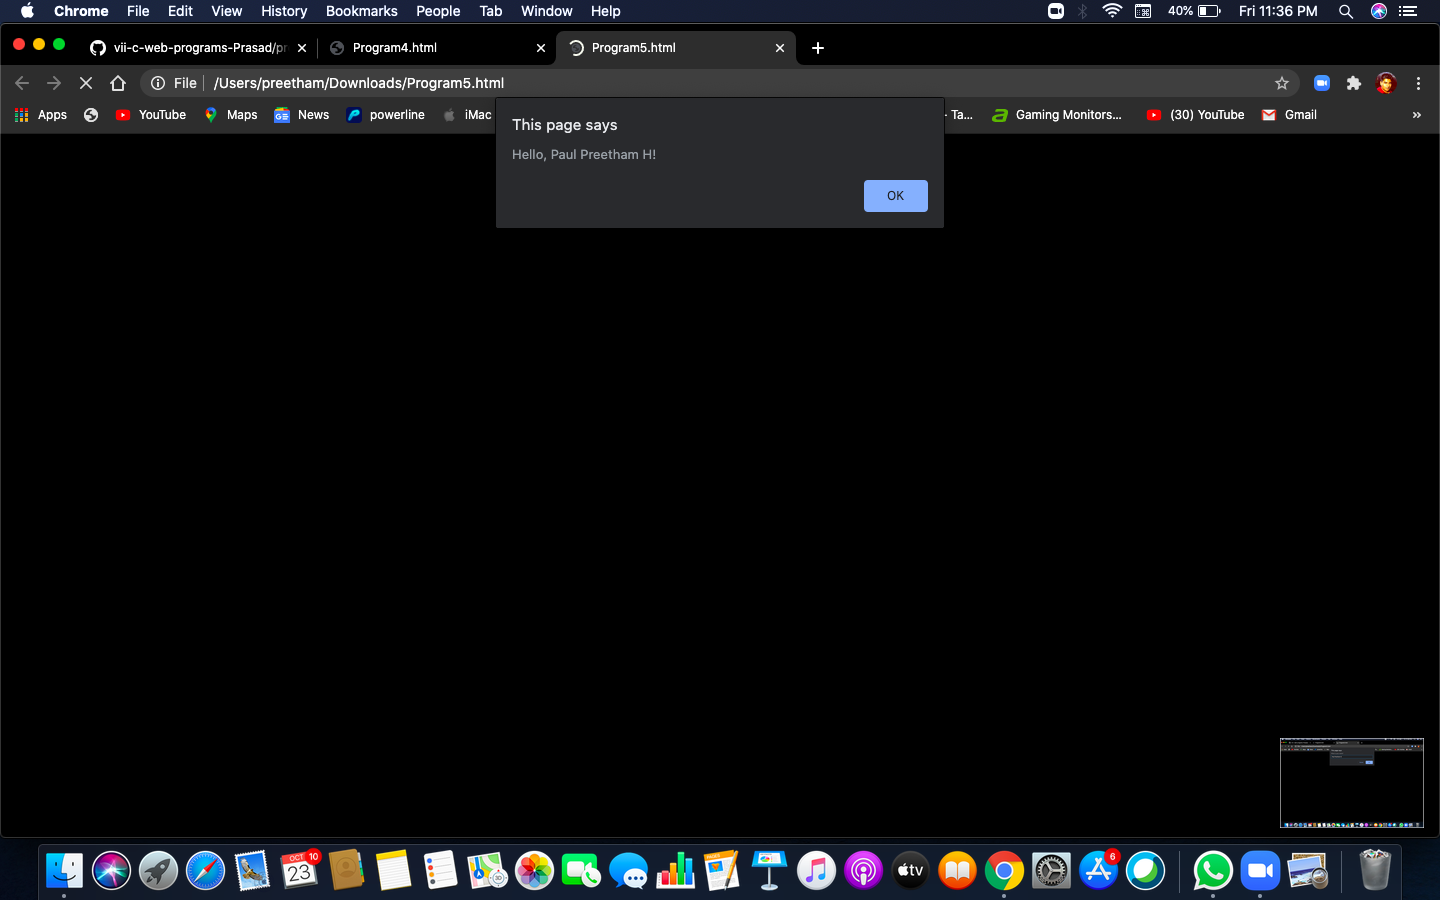 Chrome File Edit View History Bookmarks People Tab Window Help 40% Fri 11:36 PM
vii-c-web-programs-Prasad/pr Program4.html Program5.html
File /Users/preetham/Downloads/Program5.html
Apps YouTube Maps News powerline iMac - Ta... Gaming Monitors... (30) YouTube Gmail »
This page says
Hello, Paul Preetham H!
OK
OCT 10
23
tv
6